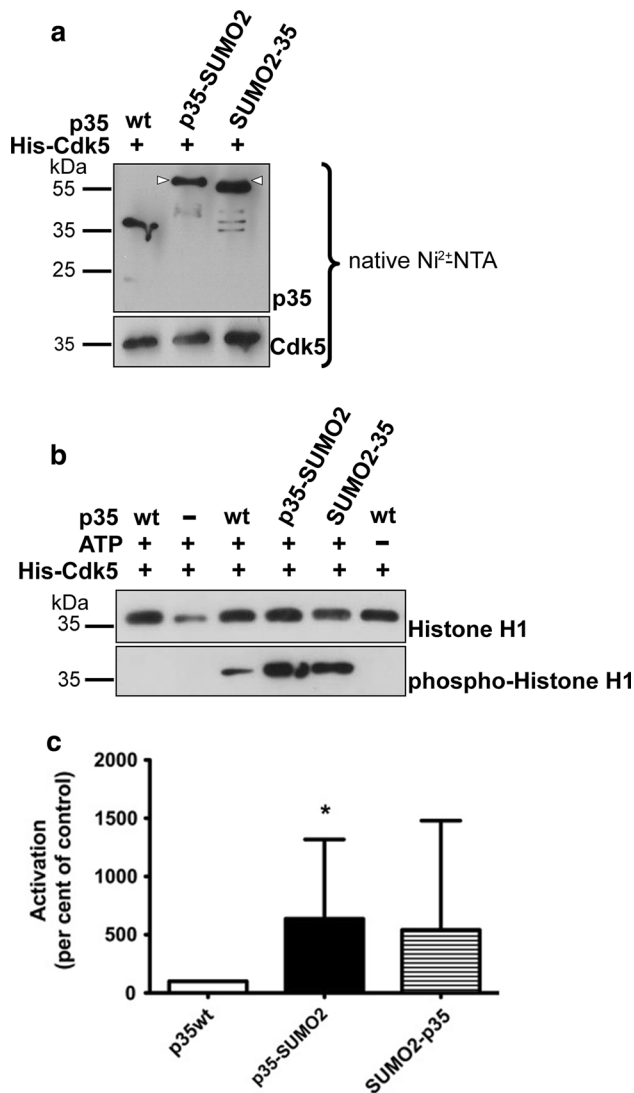 a
p35 wt p35-SUMO2 SUMO2-35
His-Cdk5 + + +
kDa
55
35
25
p35
35
Cdk5
native Ni²±NTA
b
p35 wt – wt p35-SUMO2 SUMO2-35 wt
ATP + + + + + –
His-Cdk5 + + + + + +
kDa
35
Histone H1
35
phospho-Histone H1
c
Activation
(per cent of control)
2000
1500
1000
500
0
*
p35wt
p35-SUMO2
SUMO2-p35